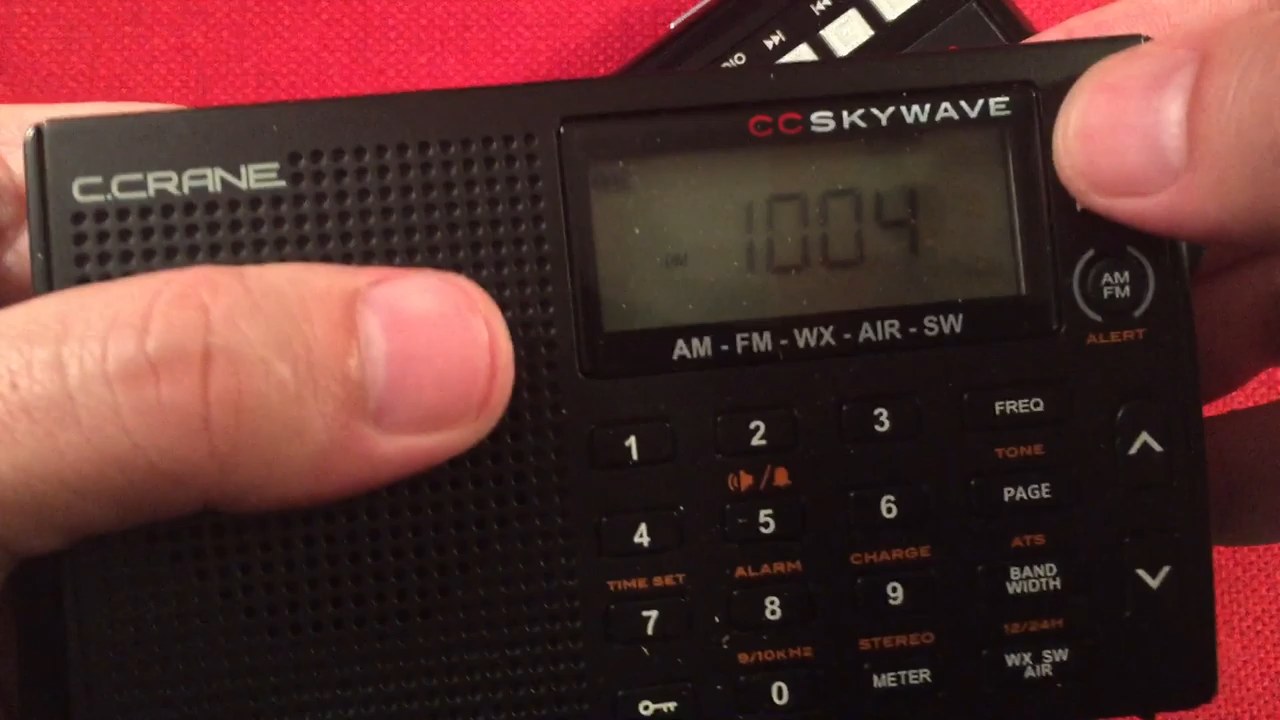 CCSKYWAVE
C.CRANE
PM 1004
AM - FM - WX - AIR - SW
AM
FM
ALERT
1 2 3 FREQ
TONE
4 5 6 PAGE
TIME SET ALARM CHARGE ATS
7 8 9 BAND
WIDTH
9/10KHZ STEREO 12/24H
0 METER WX SW
AIR